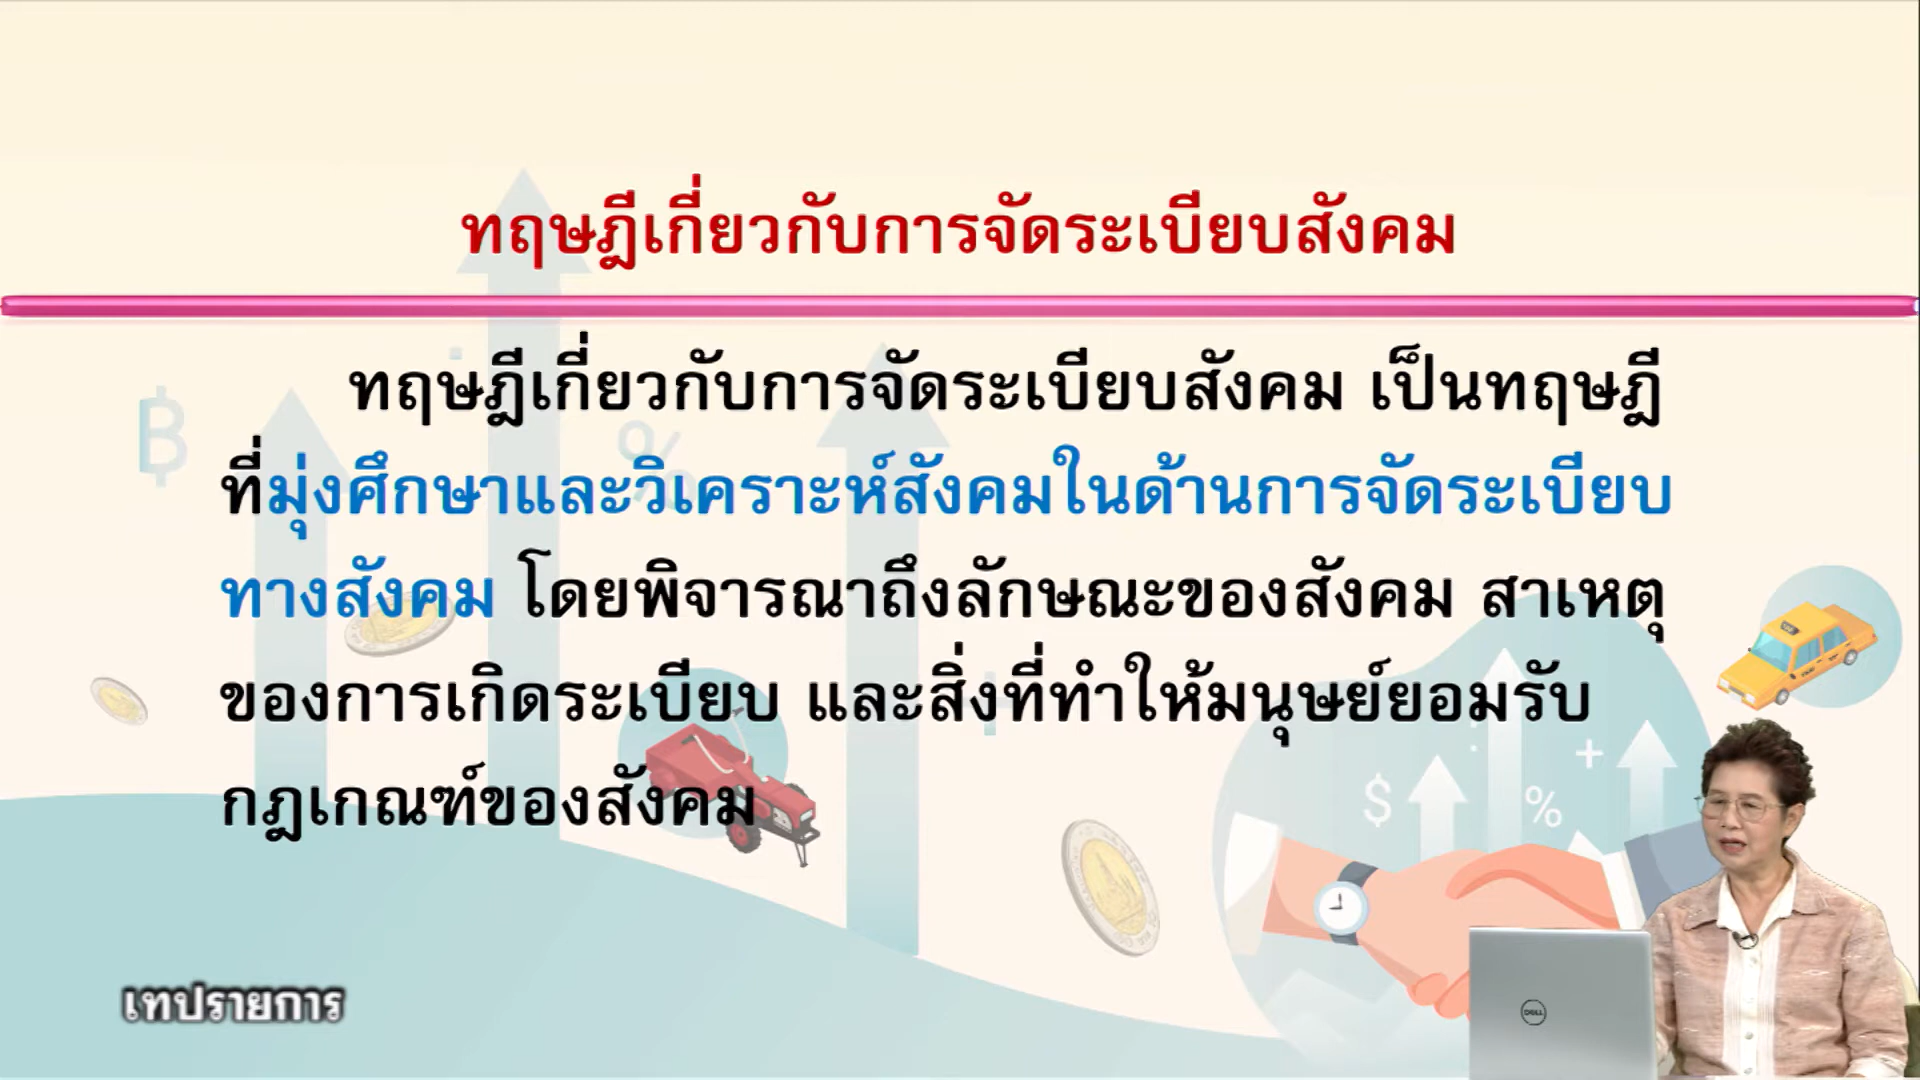 ทฤษฎีเกี่ยวกับการจัดระเบียบสังคม
ทฤษฎีเกี่ยวกับการจัดระเบียบสังคม เป็นทฤษฎี
ที่มุ่งศึกษาและวิเคราะห์สังคมในด้านการจัดระเบียบ
ทางสังคม โดยพิจารณาถึงลักษณะของสังคม สาเหตุ
ของการเกิดระเบียบ และสิ่งที่ทำให้มนุษย์ยอมรับ
กฎเกณฑ์ของสังคม
฿
%
$
%
+
DELL
เทปรายการ